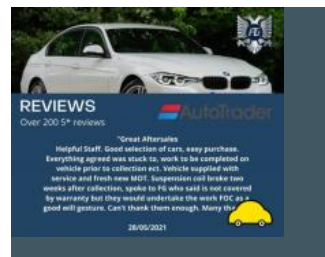 FG
REVIEWS
AutoTrader
Over 200 5* reviews
"Great Aftersales
Helpful Staff. Good selection of cars, easy purchase.
Everything agreed was stuck to, work to be completed on
vehicle prior to collection ect. Vehicle supplied with
service and fresh new MOT. Suspension coil broke two
weeks after collection, spoke to FG who said is not covered
by warranty but they would undertake the work FOC as a
good will gesture. Can't thank them enough. Many
28/05/2021